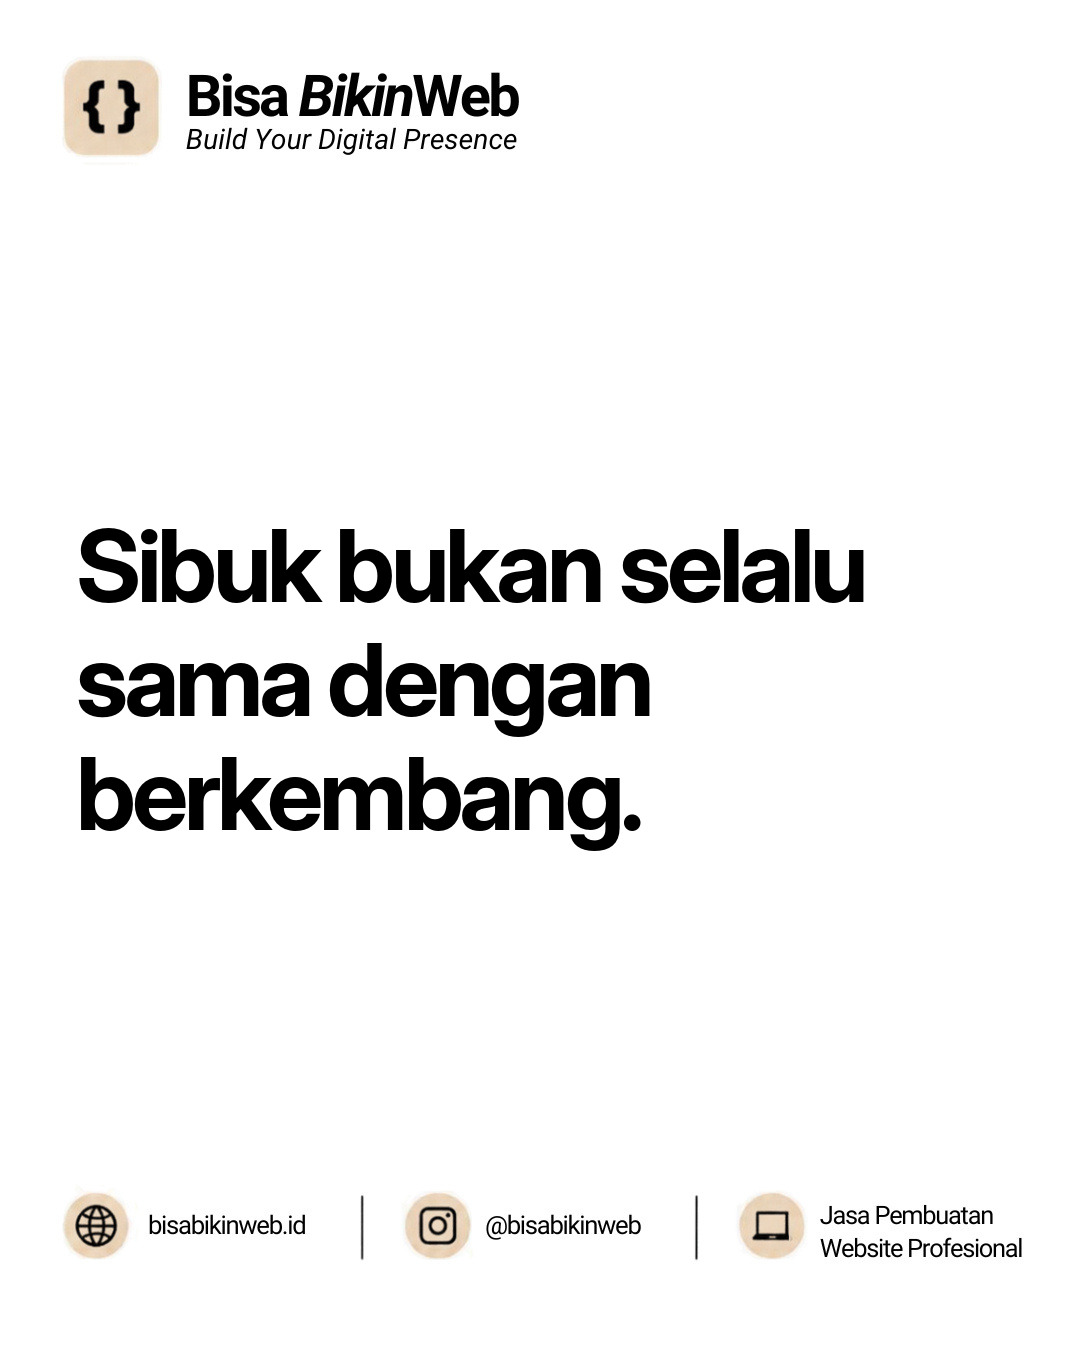 { }
Bisa BikinWeb
Build Your Digital Presence
Sibuk bukan selalu
sama dengan
berkembang.
bisabikinweb.id
@bisabikinweb
Jasa Pembuatan
Website Profesional